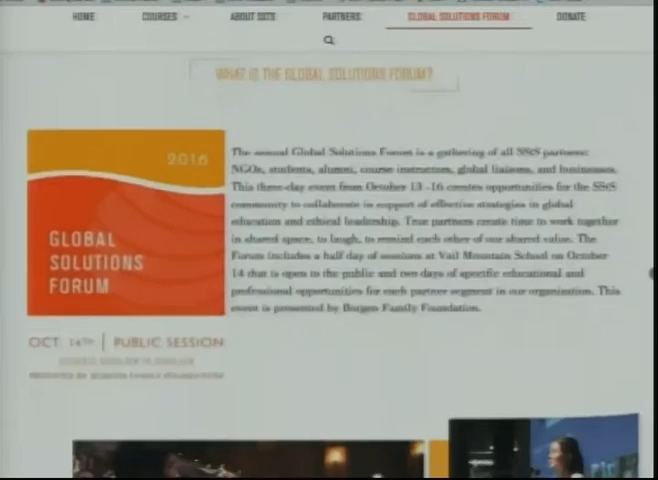 HOME COURSES ABOUT SSTS PARTNERS GLOBAL SOLUTIONS FORUM DONATE
WHAT IS THE GLOBAL SOLUTIONS FORUM?
2016
GLOBAL
SOLUTIONS
FORUM
The annual Global Solutions Forum is a gathering of all SStS partners:
NGOs, students, alumni, course instructors, global liaisons, and businesses.
This three-day event from October 13 -16 creates opportunities for the SStS
community to collaborate in support of effective strategies in global
education and ethical leadership. True partners create time to work together
in shared space, to laugh, to remind each other of our shared value. The
Forum includes a half day of sessions at Vail Mountain School on October
14 that is open to the public and two days of specific educational and
professional opportunities for each partner segment in our organization. This
event is presented by Borgen Family Foundation.
OCT. 14TH | PUBLIC SESSION